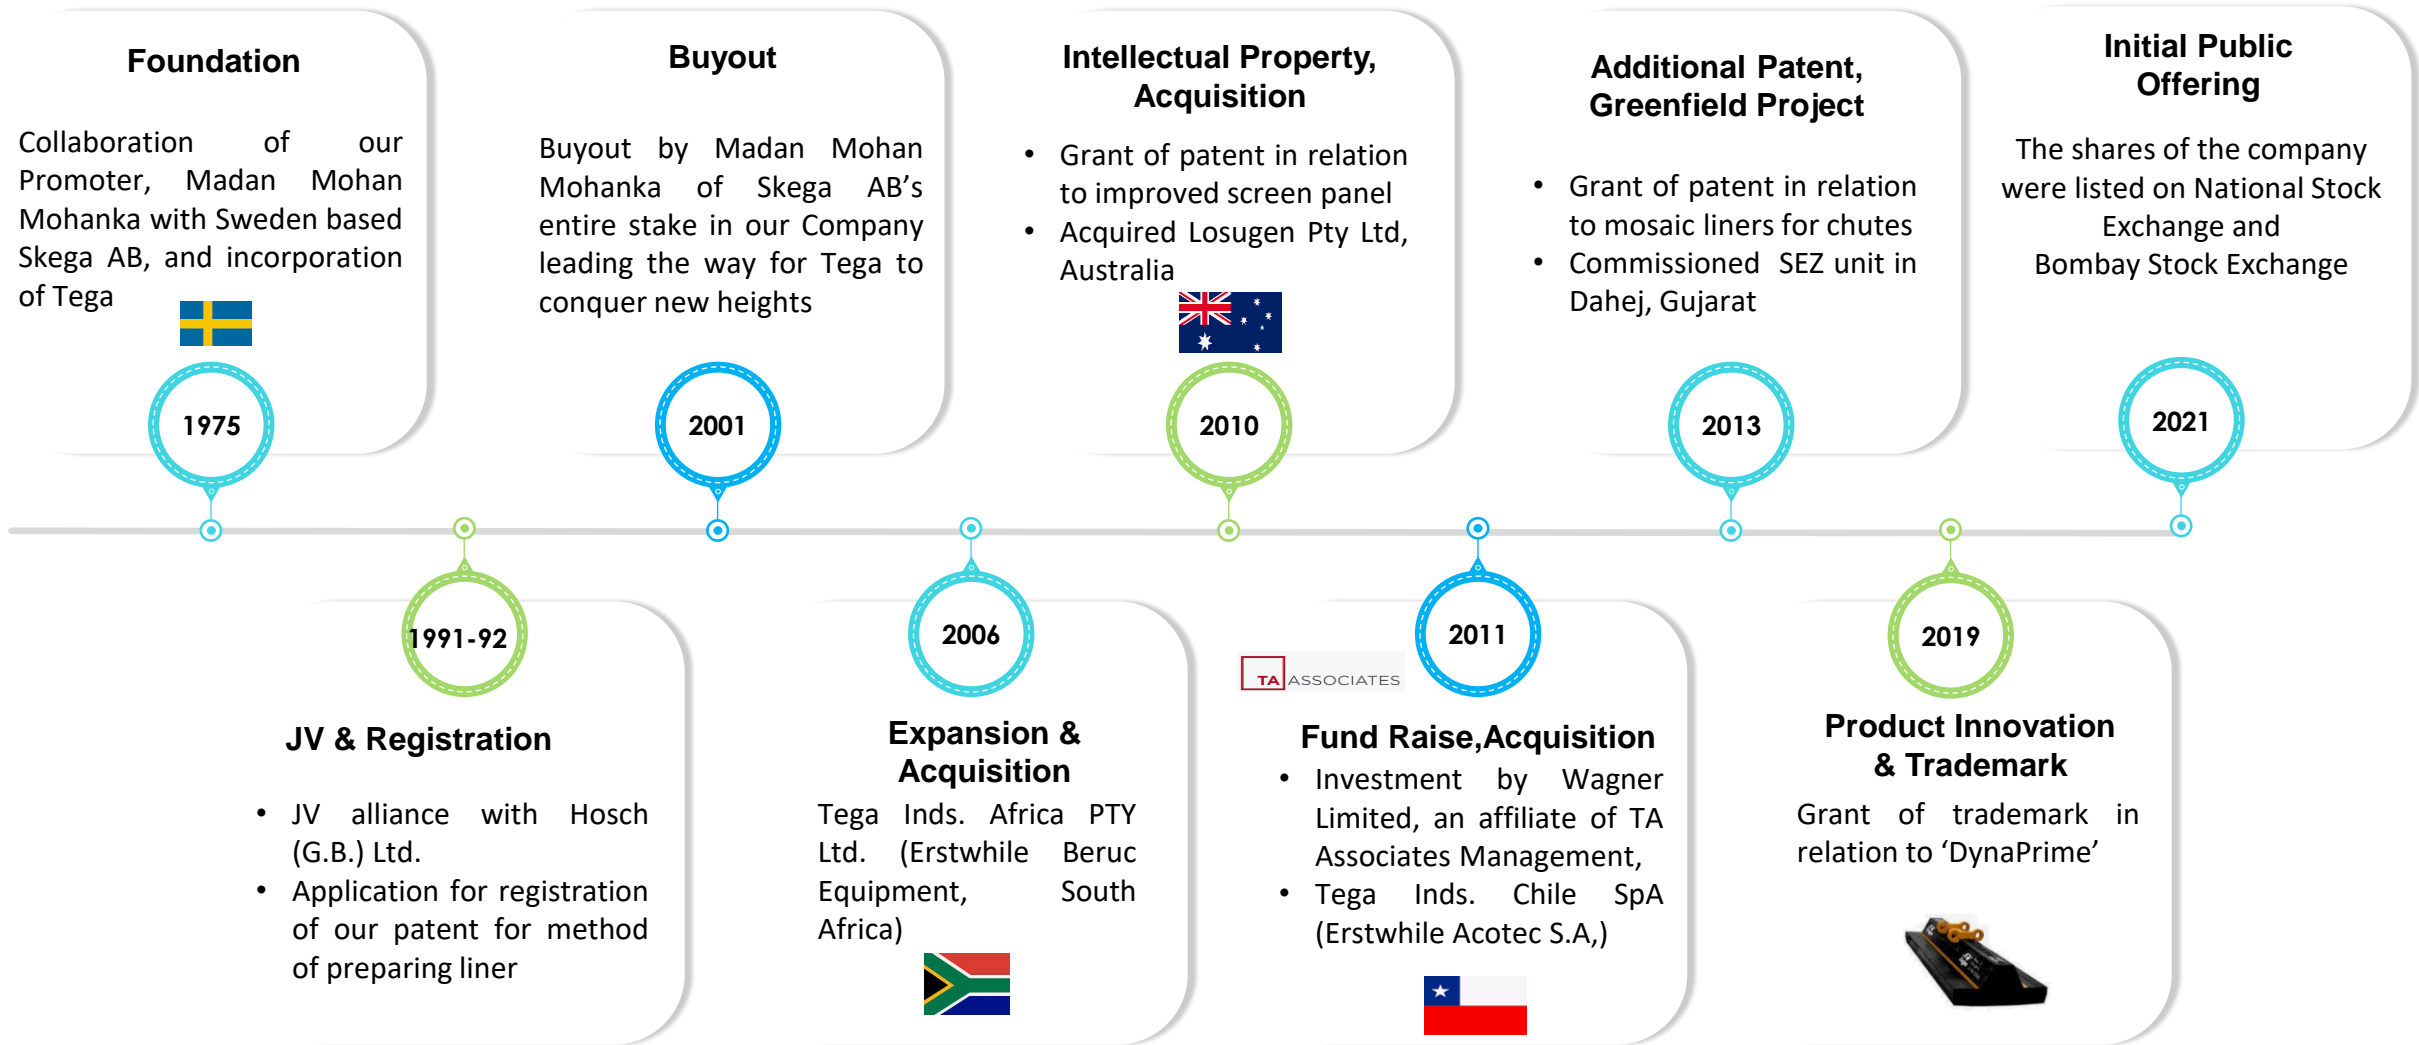 Foundation
Collaboration of our
Promoter, Madan Mohan
Mohanka with Sweden based
Skega AB, and incorporation
of Tega
1975
Buyout
Buyout by Madan Mohan
Mohanka of Skega AB’s
entire stake in our Company
leading the way for Tega to
conquer new heights
2001
Intellectual Property,
Acquisition
• Grant of patent in relation
to improved screen panel
• Acquired Losugen Pty Ltd,
Australia
2010
Additional Patent,
Greenfield Project
• Grant of patent in relation
to mosaic liners for chutes
• Commissioned SEZ unit in
Dahej, Gujarat
2013
Initial Public
Offering
The shares of the company
were listed on National Stock
Exchange and
Bombay Stock Exchange
2021
1991-92
JV & Registration
• JV alliance with Hosch
(G.B.) Ltd.
• Application for registration
of our patent for method
of preparing liner
2006
Expansion &
Acquisition
Tega Inds. Africa PTY
Ltd. (Erstwhile Beruc
Equipment, South
Africa)
2011
TA ASSOCIATES
Fund Raise,Acquisition
• Investment by Wagner
Limited, an affiliate of TA
Associates Management,
• Tega Inds. Chile SpA
(Erstwhile Acotec S.A,)
2019
Product Innovation
& Trademark
Grant of trademark in
relation to ‘DynaPrime’